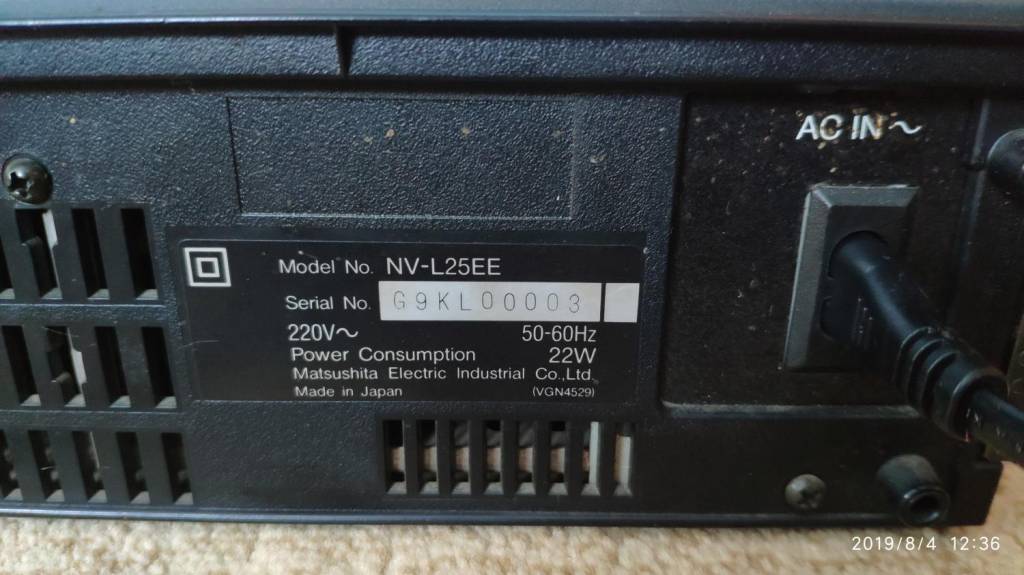 AC IN ~
Model No. NV-L25EE
Serial No. G9KL00003
220V~ 50-60Hz
Power Consumption 22W
Matsushita Electric Industrial Co.,Ltd.
Made in Japan (VGN4529)
2019/8/4 12:36